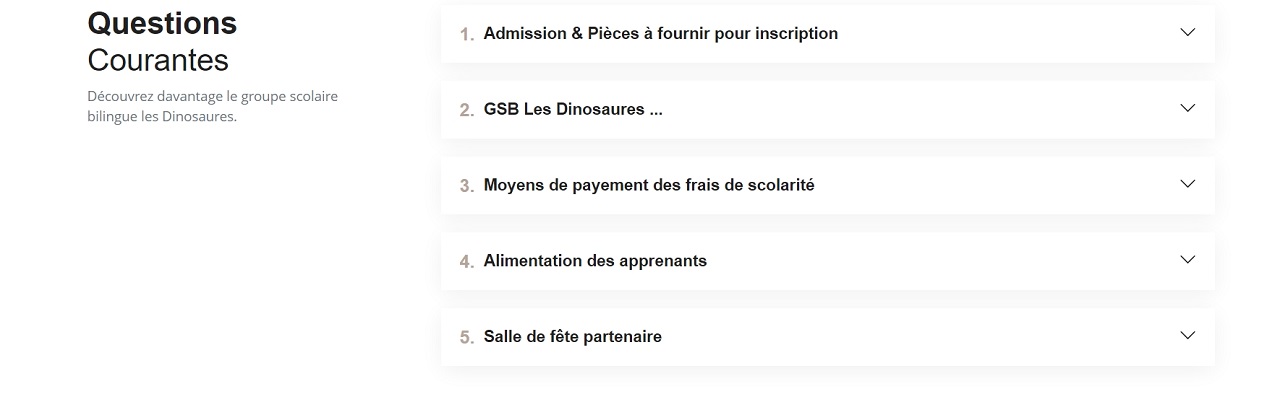 Questions
Courantes
Découvrez davantage le groupe scolaire
bilingue les Dinosaures.
1. Admission & Pièces à fournir pour inscription
2. GSB Les Dinosaures ...
3. Moyens de payement des frais de scolarité
4. Alimentation des apprenants
5. Salle de fête partenaire